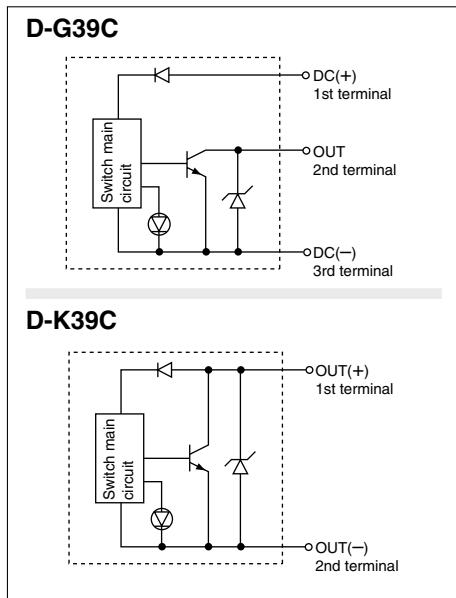 D-G39C
DC(+)
1st terminal
Switch main
circuit
OUT
2nd terminal
DC(−)
3rd terminal
D-K39C
OUT(+)
1st terminal
Switch main
circuit
OUT(−)
2nd terminal